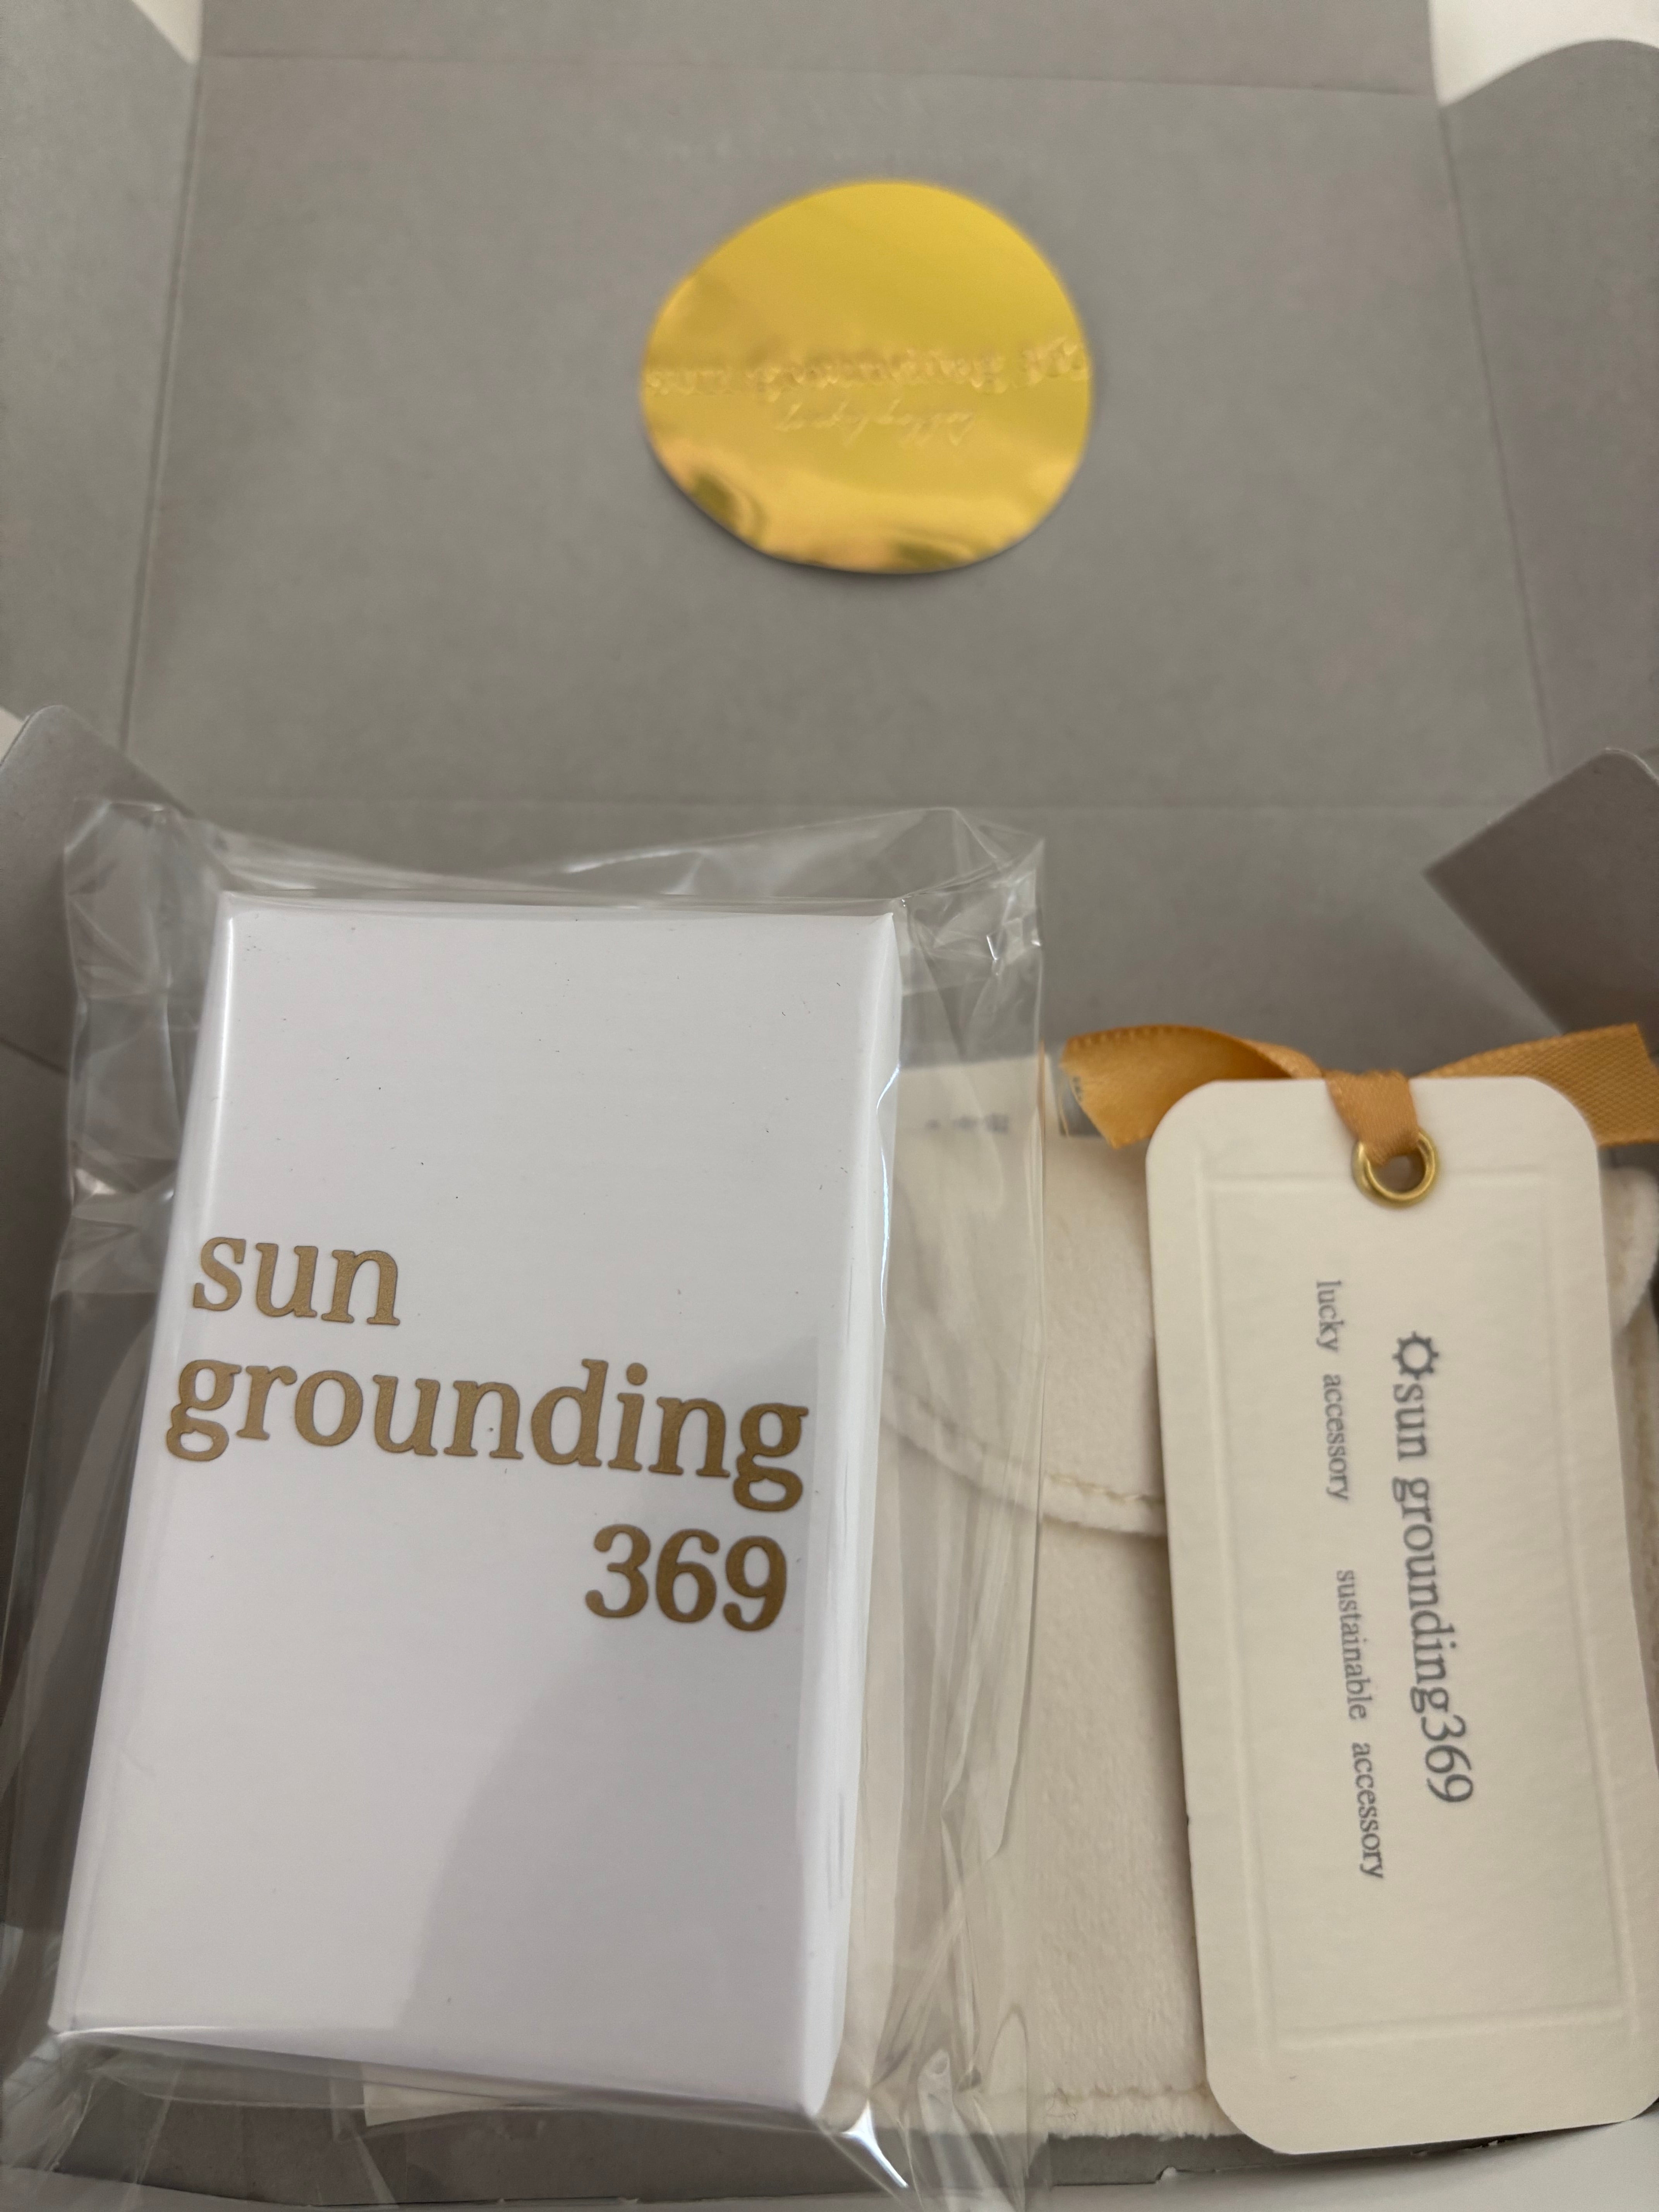 sun
grounding
369
sun grounding369
lucky accessory sustainable accessory